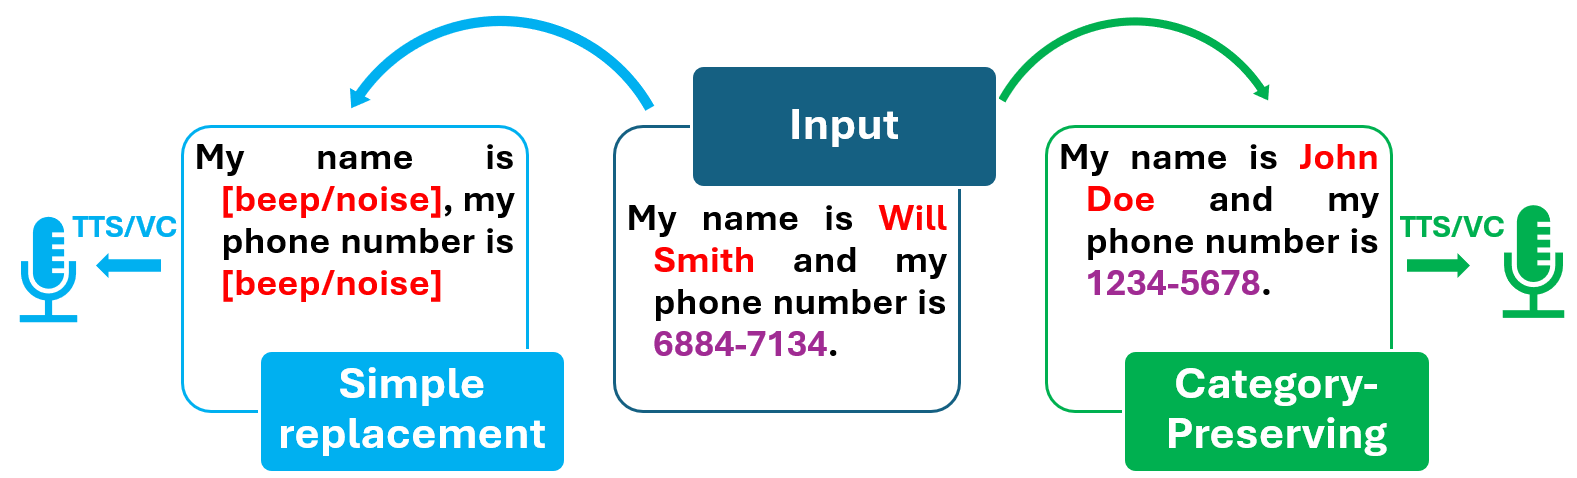 TTS/VC
My name is
[beep/noise], my
phone number is
[beep/noise]
Simple
replacement
Input
My name is Will
Smith and my
phone number is
6884-7134.
My name is John
Doe and my
phone number is
1234-5678.
Category-
Preserving
TTS/VC